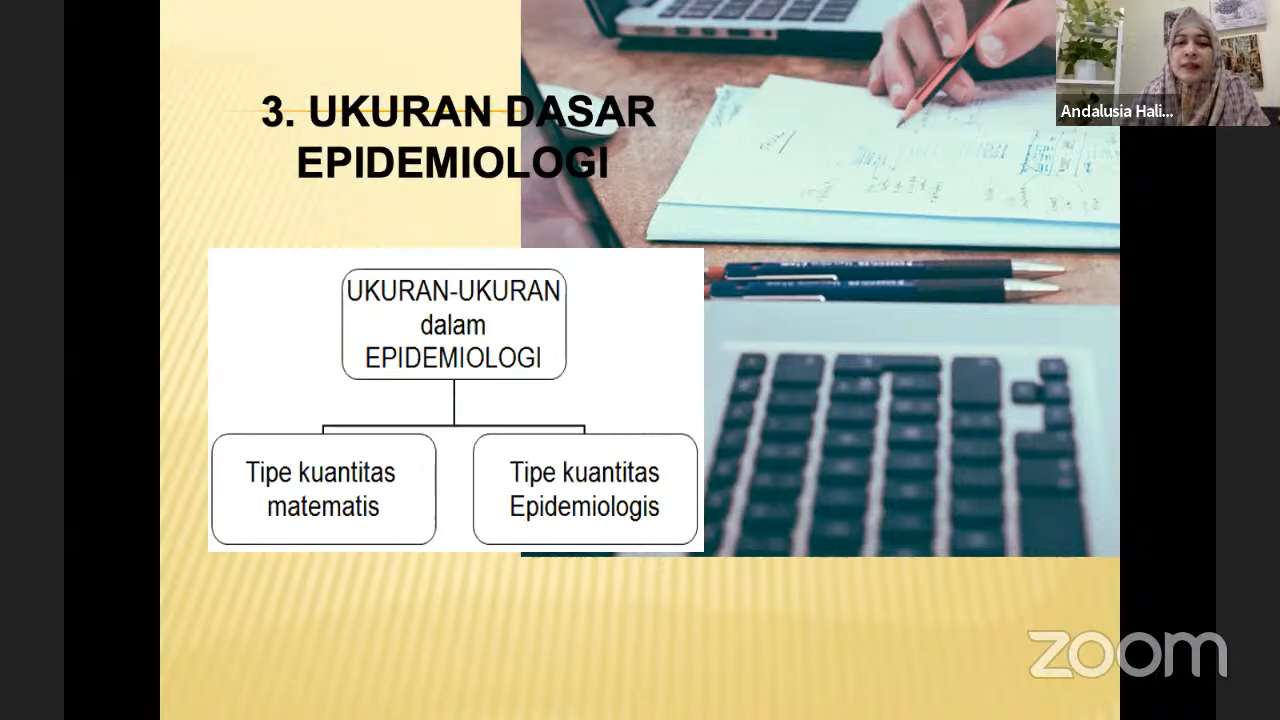 3. UKURAN DASAR
EPIDEMIOLOGI
Andalusia Hali...
UKURAN-UKURAN
dalam
EPIDEMIOLOGI
Tipe kuantitas
matematis
Tipe kuantitas
Epidemiologis
zoom